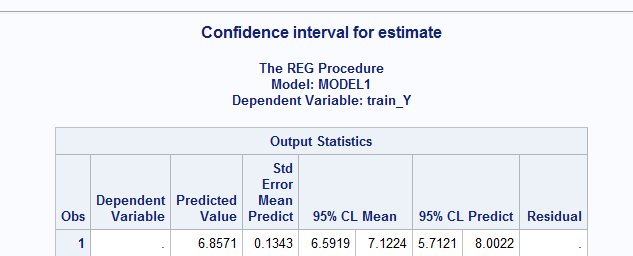 Confidence interval for estimate
The REG Procedure
Model: MODEL1
Dependent Variable: train_Y
Output Statistics
Obs Dependent Variable Predicted Value Std Error Mean Predict 95% CL Mean 95% CL Predict Residual
1 . 6.8571 0.1343 6.5919 7.1224 5.7121 8.0022 .